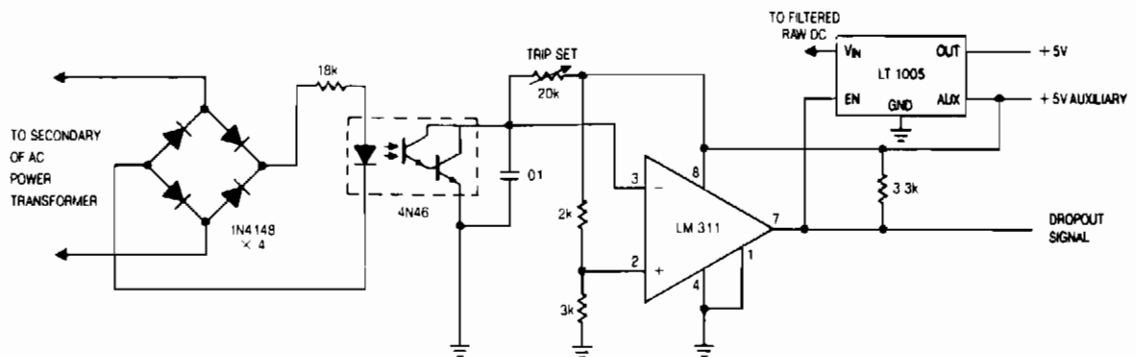 TO SECONDARY
OF AC
POWER
TRANSFORMER
1N4148
× 4
18k
4N46
TRIP SET
20k
01
2k
3k
3
−
2
+
8
LM 311
4
1
7
TO FILTERED
RAW DC
VIN
OUT
LT 1005
EN
GND
AUX
+ 5V
+ 5V AUXILIARY
3 3k
DROPOUT
SIGNAL